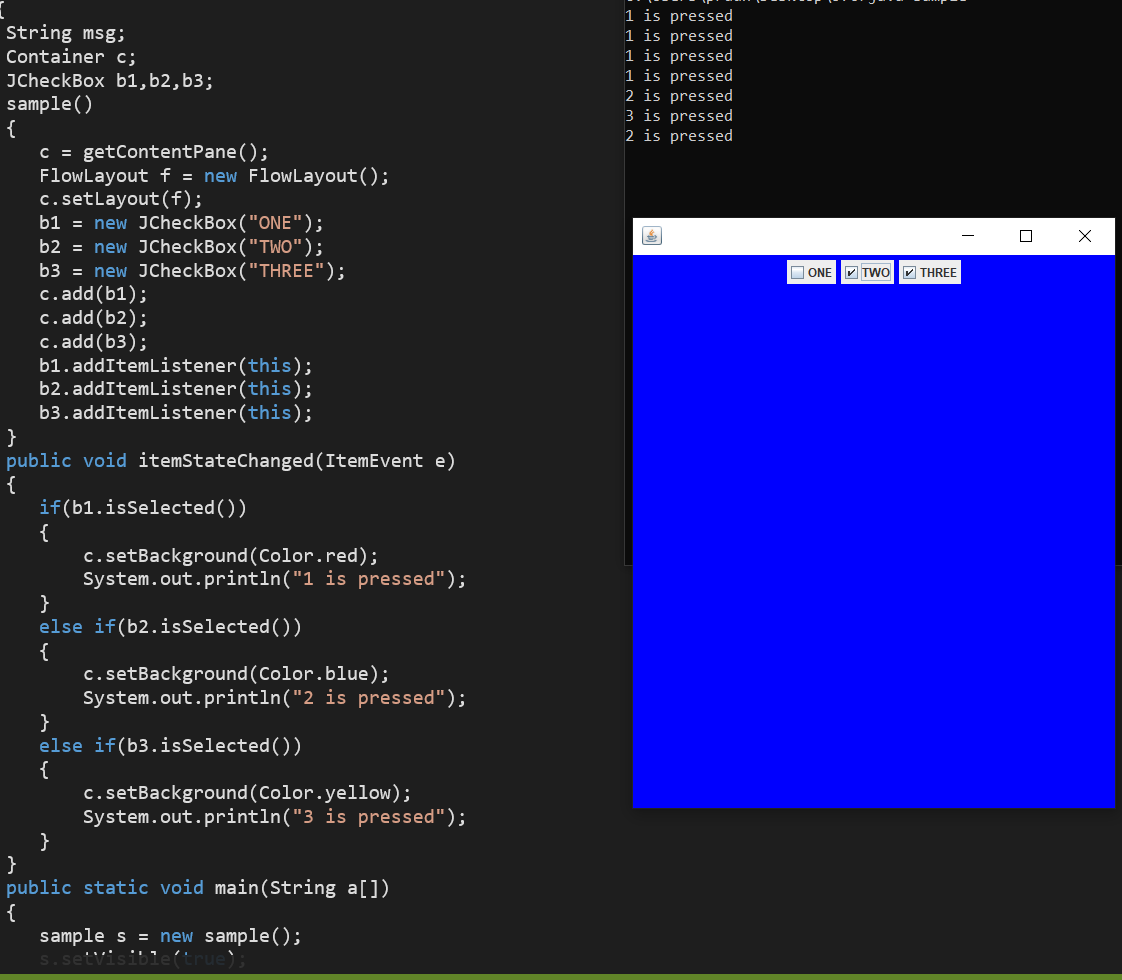 {
String msg;
Container c;
JCheckBox b1,b2,b3;
sample()
{
c = getContentPane();
FlowLayout f = new FlowLayout();
c.setLayout(f);
b1 = new JCheckBox("ONE");
b2 = new JCheckBox("TWO");
b3 = new JCheckBox("THREE");
c.add(b1);
c.add(b2);
c.add(b3);
b1.addItemListener(this);
b2.addItemListener(this);
b3.addItemListener(this);
}
public void itemStateChanged(ItemEvent e)
{
if(b1.isSelected())
{
c.setBackground(Color.red);
System.out.println("1 is pressed");
}
else if(b2.isSelected())
{
c.setBackground(Color.blue);
System.out.println("2 is pressed");
}
else if(b3.isSelected())
{
c.setBackground(Color.yellow);
System.out.println("3 is pressed");
}
}
public static void main(String a[])
{
sample s = new sample();
s.setVisible(true);
1 is pressed
1 is pressed
1 is pressed
1 is pressed
2 is pressed
3 is pressed
2 is pressed
ONE TWO THREE